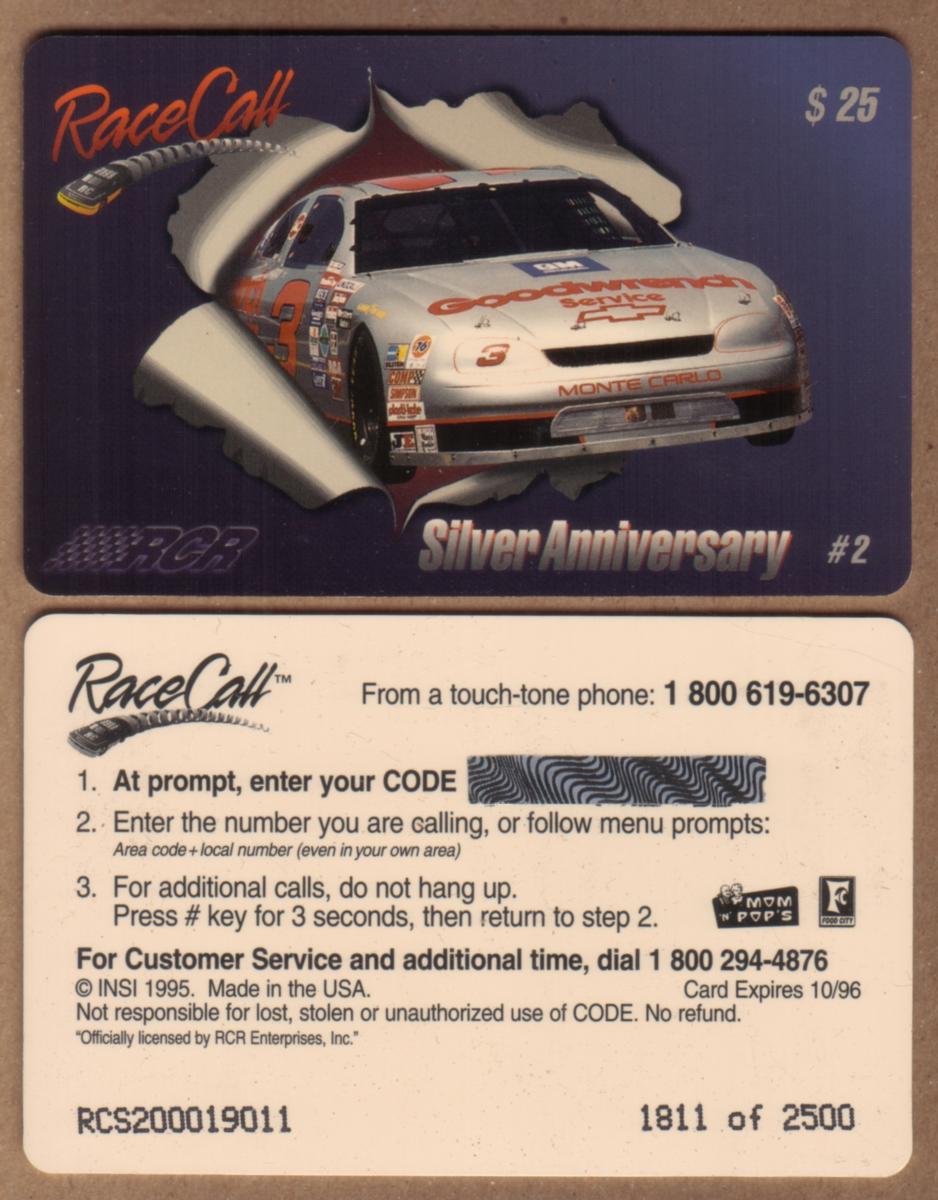 RaceCall
$ 25
GM
Goodwrench
Service
3
3
76
COMP
SIMPSON
MONTE CARLO
JE
RCR
Silver Anniversary
#2
RaceCall™
From a touch-tone phone: 1 800 619-6307
1. At prompt, enter your CODE
2. Enter the number you are calling, or follow menu prompts:
Area code+local number (even in your own area)
3. For additional calls, do not hang up.
Press # key for 3 seconds, then return to step 2.
MOM
'N' POP'S
FC
FOOD CITY
For Customer Service and additional time, dial 1 800 294-4876
© INSI 1995. Made in the USA.
Card Expires 10/96
Not responsible for lost, stolen or unauthorized use of CODE. No refund.
"Officially licensed by RCR Enterprises, Inc."
RCS200019011
1811 of 2500